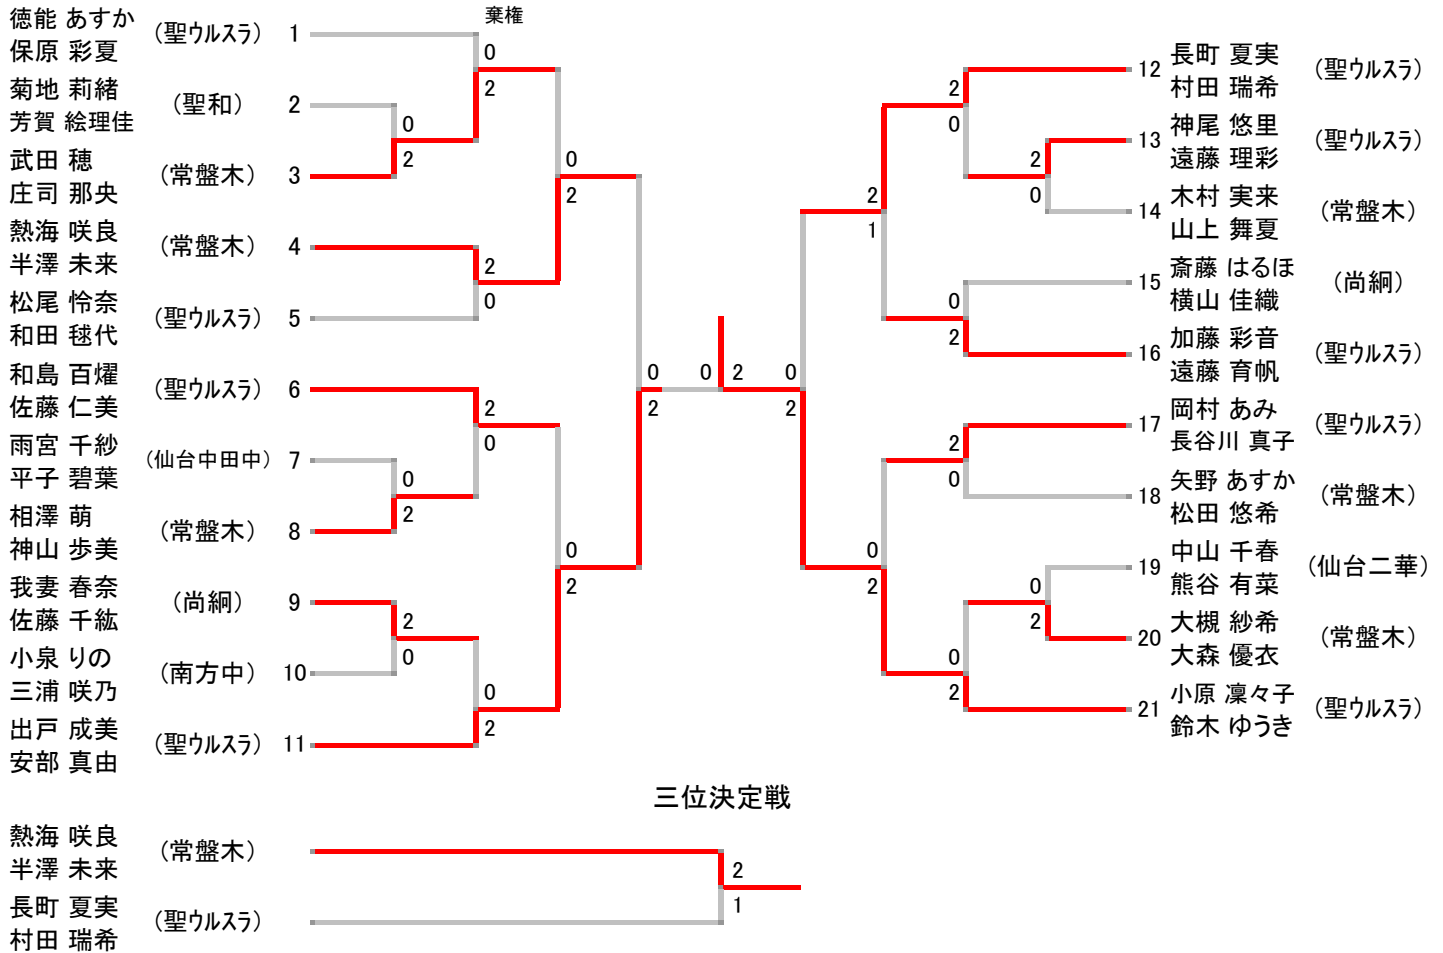 棄権
徳能 あすか
保原 彩夏
(聖ウルスラ) 1
菊地 莉緒
芳賀 絵理佳
(聖和) 2
武田 穂
庄司 那央
(常盤木) 3
熱海 咲良
半澤 未来
(常盤木) 4
松尾 怜奈
和田 毬代
(聖ウルスラ) 5
和島 百燿
佐藤 仁美
(聖ウルスラ) 6
雨宮 千紗
平子 碧葉
(仙台中田中) 7
相澤 萌
神山 歩美
(常盤木) 8
我妻 春奈
佐藤 千紘
(尚絅) 9
小泉 りの
三浦 咲乃
(南方中) 10
出戸 成美
安部 真由
(聖ウルスラ) 11
0
2
0
2
0
2
2
0
2
0
0
2
0
2
2
0
0
2
0
2
0 2
12 長町 夏実
村田 瑞希
(聖ウルスラ)
13 神尾 悠里
遠藤 理彩
(聖ウルスラ)
14 木村 実来
山上 舞夏
(常盤木)
15 斎藤 はるほ
横山 佳織
(尚絅)
16 加藤 彩音
遠藤 育帆
(聖ウルスラ)
17 岡村 あみ
長谷川 真子
(聖ウルスラ)
18 矢野 あすか
松田 悠希
(常盤木)
19 中山 千春
熊谷 有菜
(仙台二華)
20 大槻 紗希
大森 優衣
(常盤木)
21 小原 凜々子
鈴木 ゆうき
(聖ウルスラ)
2
0
2
0
2
1
0
2
0
2
2
0
0
2
0
2
0
2
三位決定戦
熱海 咲良
半澤 未来
(常盤木)
2
長町 夏実
村田 瑞希
(聖ウルスラ)
1